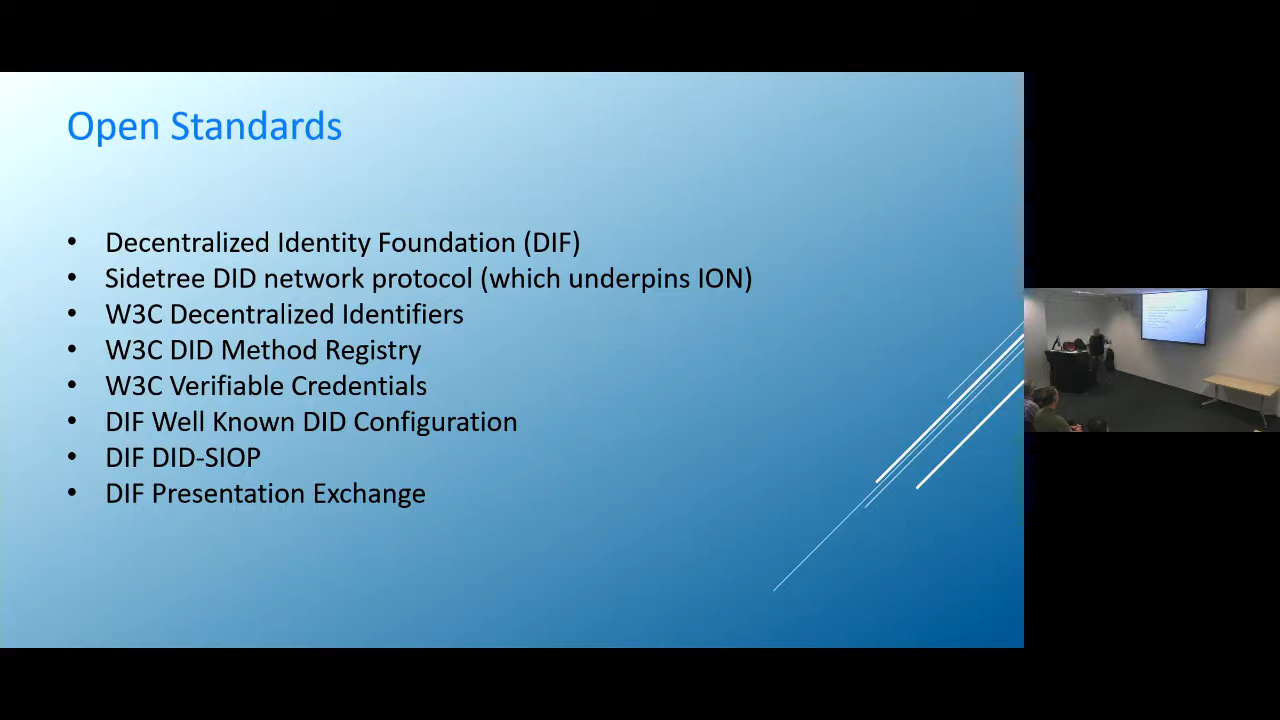 Open Standards
• Decentralized Identity Foundation (DIF)
• Sidetree DID network protocol (which underpins ION)
• W3C Decentralized Identifiers
• W3C DID Method Registry
• W3C Verifiable Credentials
• DIF Well Known DID Configuration
• DIF DID-SIOP
• DIF Presentation Exchange